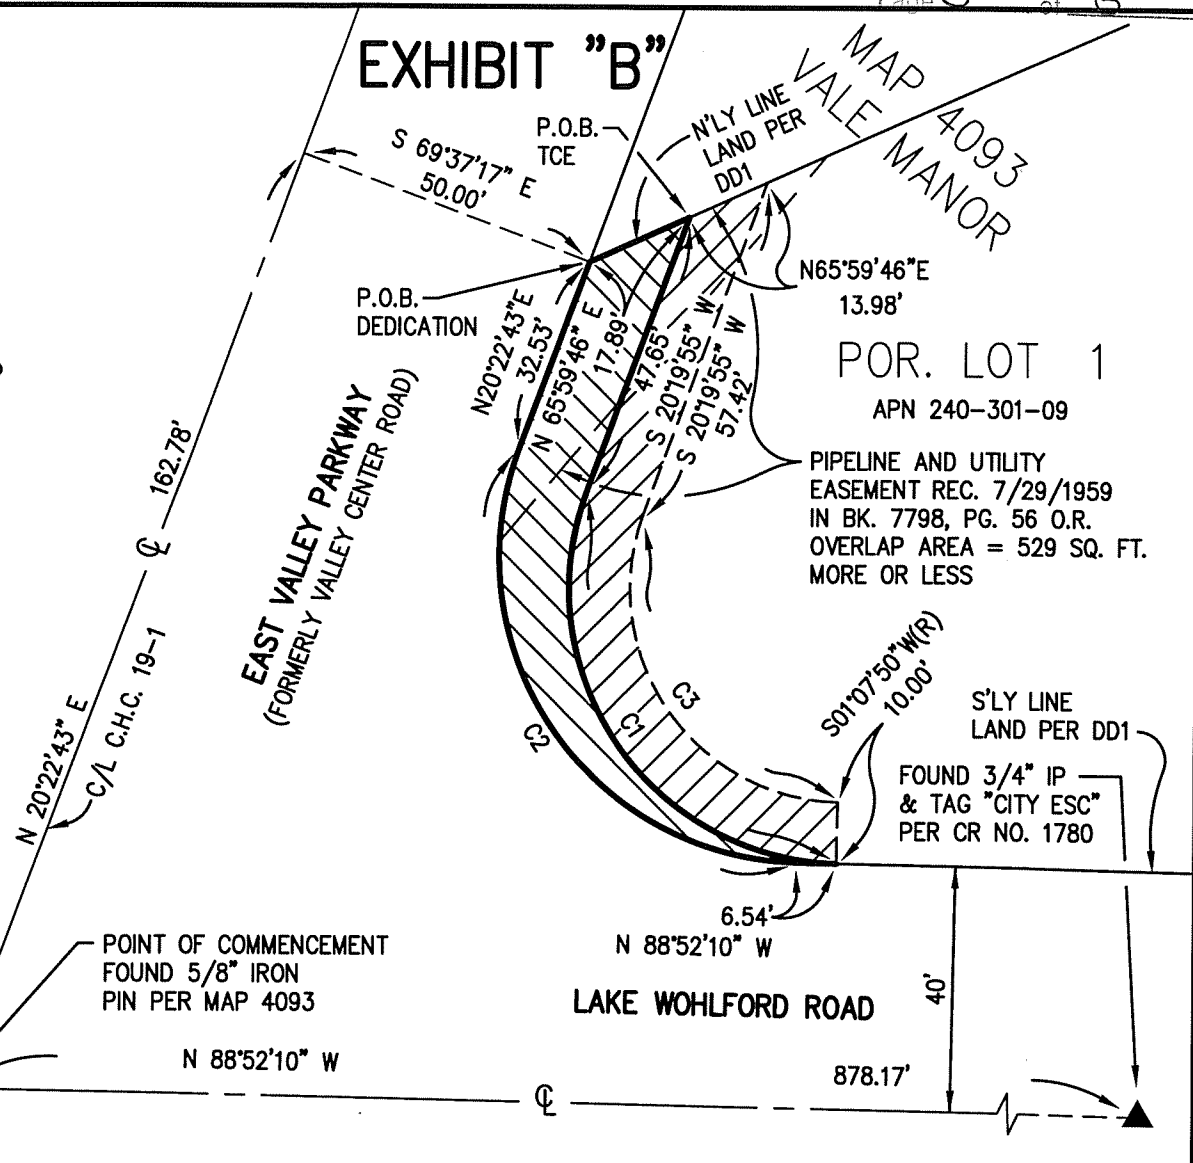 EXHIBIT "B"
MAP 4093
VALE MANOR
N'LY LINE
LAND PER
DD1
P.O.B.
TCE
S 69°37'17" E
50.00'
N65°59'46"E
13.98'
P.O.B.
DEDICATION
N20°22'43"E
32.53'
N 65°59'46" E
17.89'
47.65'
S 20°19'55" W
S 20°19'55" W
57.42'
POR. LOT 1
APN 240-301-09
PIPELINE AND UTILITY
EASEMENT REC. 7/29/1959
IN BK. 7798, PG. 56 O.R.
OVERLAP AREA = 529 SQ. FT.
MORE OR LESS
162.78'
EAST VALLEY PARKWAY
(FORMERLY VALLEY CENTER ROAD)
N 20°22'43" E
C/L C.H.C. 19-1
C2
C1
C3
S01°07'50"W(R)
10.00'
S'LY LINE
LAND PER DD1
FOUND 3/4" IP
& TAG "CITY ESC"
PER CR NO. 1780
6.54'
N 88°52'10" W
POINT OF COMMENCEMENT
FOUND 5/8" IRON
PIN PER MAP 4093
LAKE WOHLFORD ROAD
40'
N 88°52'10" W
878.17'